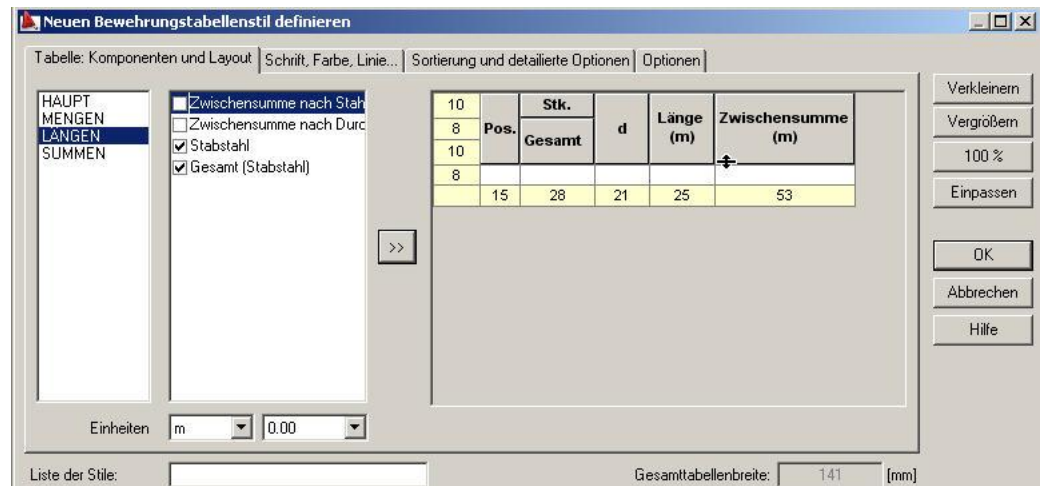 Neuen Bewehrungstabellenstil definieren
Tabelle: Komponenten und Layout Schrift, Farbe, Linie... Sortierung und detailierte Optionen Optionen
HAUPT
MENGEN
LÄNGEN
SUMMEN
Zwischensumme nach Stah
Zwischensumme nach Durc
Stabstahl
Gesamt (Stabstahl)
>>
10
8
10
8
Pos.
Stk.
Gesamt
d
Länge
(m)
Zwischensumme
(m)
15 28 21 25 53
Verkleinern
Vergrößern
100 %
Einpassen
OK
Abbrechen
Hilfe
Einheiten m 0.00
Liste der Stile: Gesamttabellenbreite: 141 [mm]